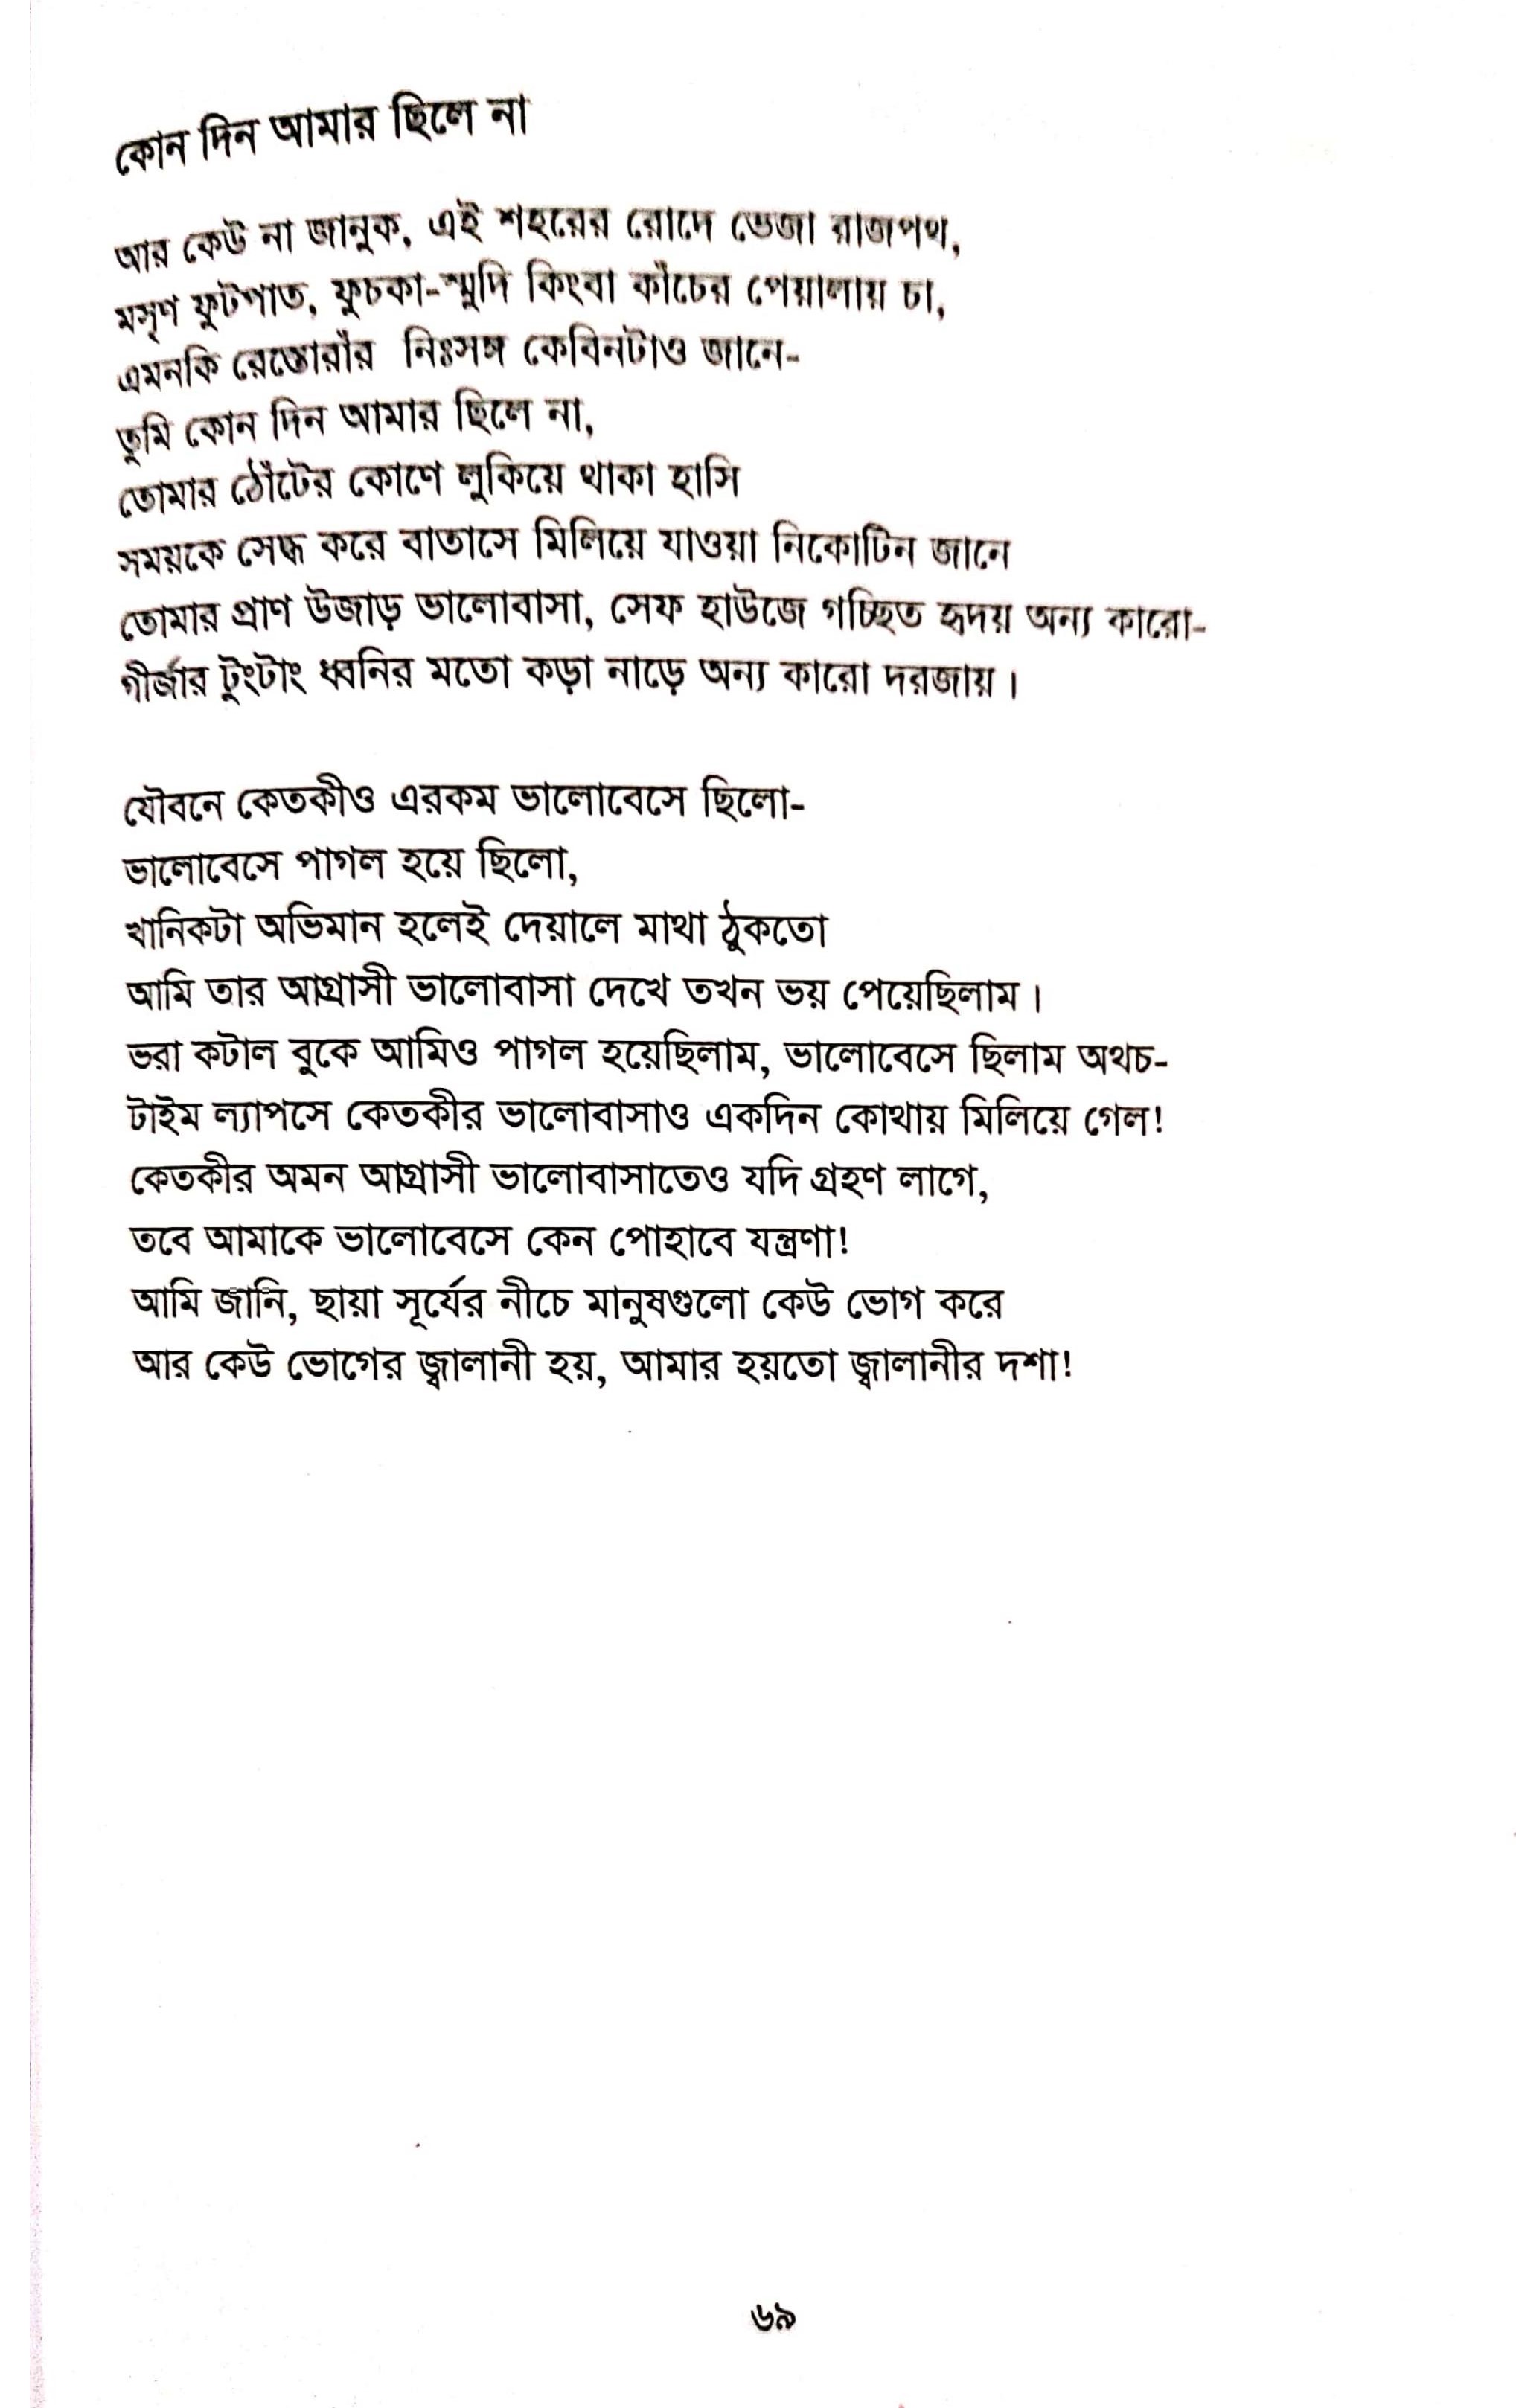 কোন দিন আমার ছিলে না
আর কেউ না জানুক, এই শহরের রোদে ভেজা রাজপথ,
মসৃণ ফুটপাত, ফুচকা-স্মুদি কিংবা কাঁচের পেয়ালায় চা,
এমনকি রেস্তোরাঁর নিঃসঙ্গ কেবিনটাও জানে-
তুমি কোন দিন আমার ছিলে না,
তোমার ঠোঁটের কোণে লুকিয়ে থাকা হাসি
সময়কে সেদ্ধ করে বাতাসে মিলিয়ে যাওয়া নিকোটিন জানে
তোমার প্রাণ উজাড় ভালোবাসা, সেফ হাউজে গচ্ছিত হৃদয় অন্য কারো-
গীর্জার টুংটাং ধ্বনির মতো কড়া নাড়ে অন্য কারো দরজায়।
যৌবনে কেতকীও এরকম ভালোবেসে ছিলো-
ভালোবেসে পাগল হয়ে ছিলো,
খানিকটা অভিমান হলেই দেয়ালে মাথা ঠুকতো
আমি তার আগ্রাসী ভালোবাসা দেখে তখন ভয় পেয়েছিলাম।
ভরা কটাল বুকে আমিও পাগল হয়েছিলাম, ভালোবেসে ছিলাম অথচ-
টাইম ল্যাপসে কেতকীর ভালোবাসাও একদিন কোথায় মিলিয়ে গেল!
কেতকীর অমন আগ্রাসী ভালোবাসাতেও যদি গ্রহণ লাগে,
তবে আমাকে ভালোবেসে কেন পোহাবে যন্ত্রণা!
আমি জানি, ছায়া সূর্যের নীচে মানুষগুলো কেউ ভোগ করে
আর কেউ ভোগের জ্বালানী হয়, আমার হয়তো জ্বালানীর দশা!
৬৯